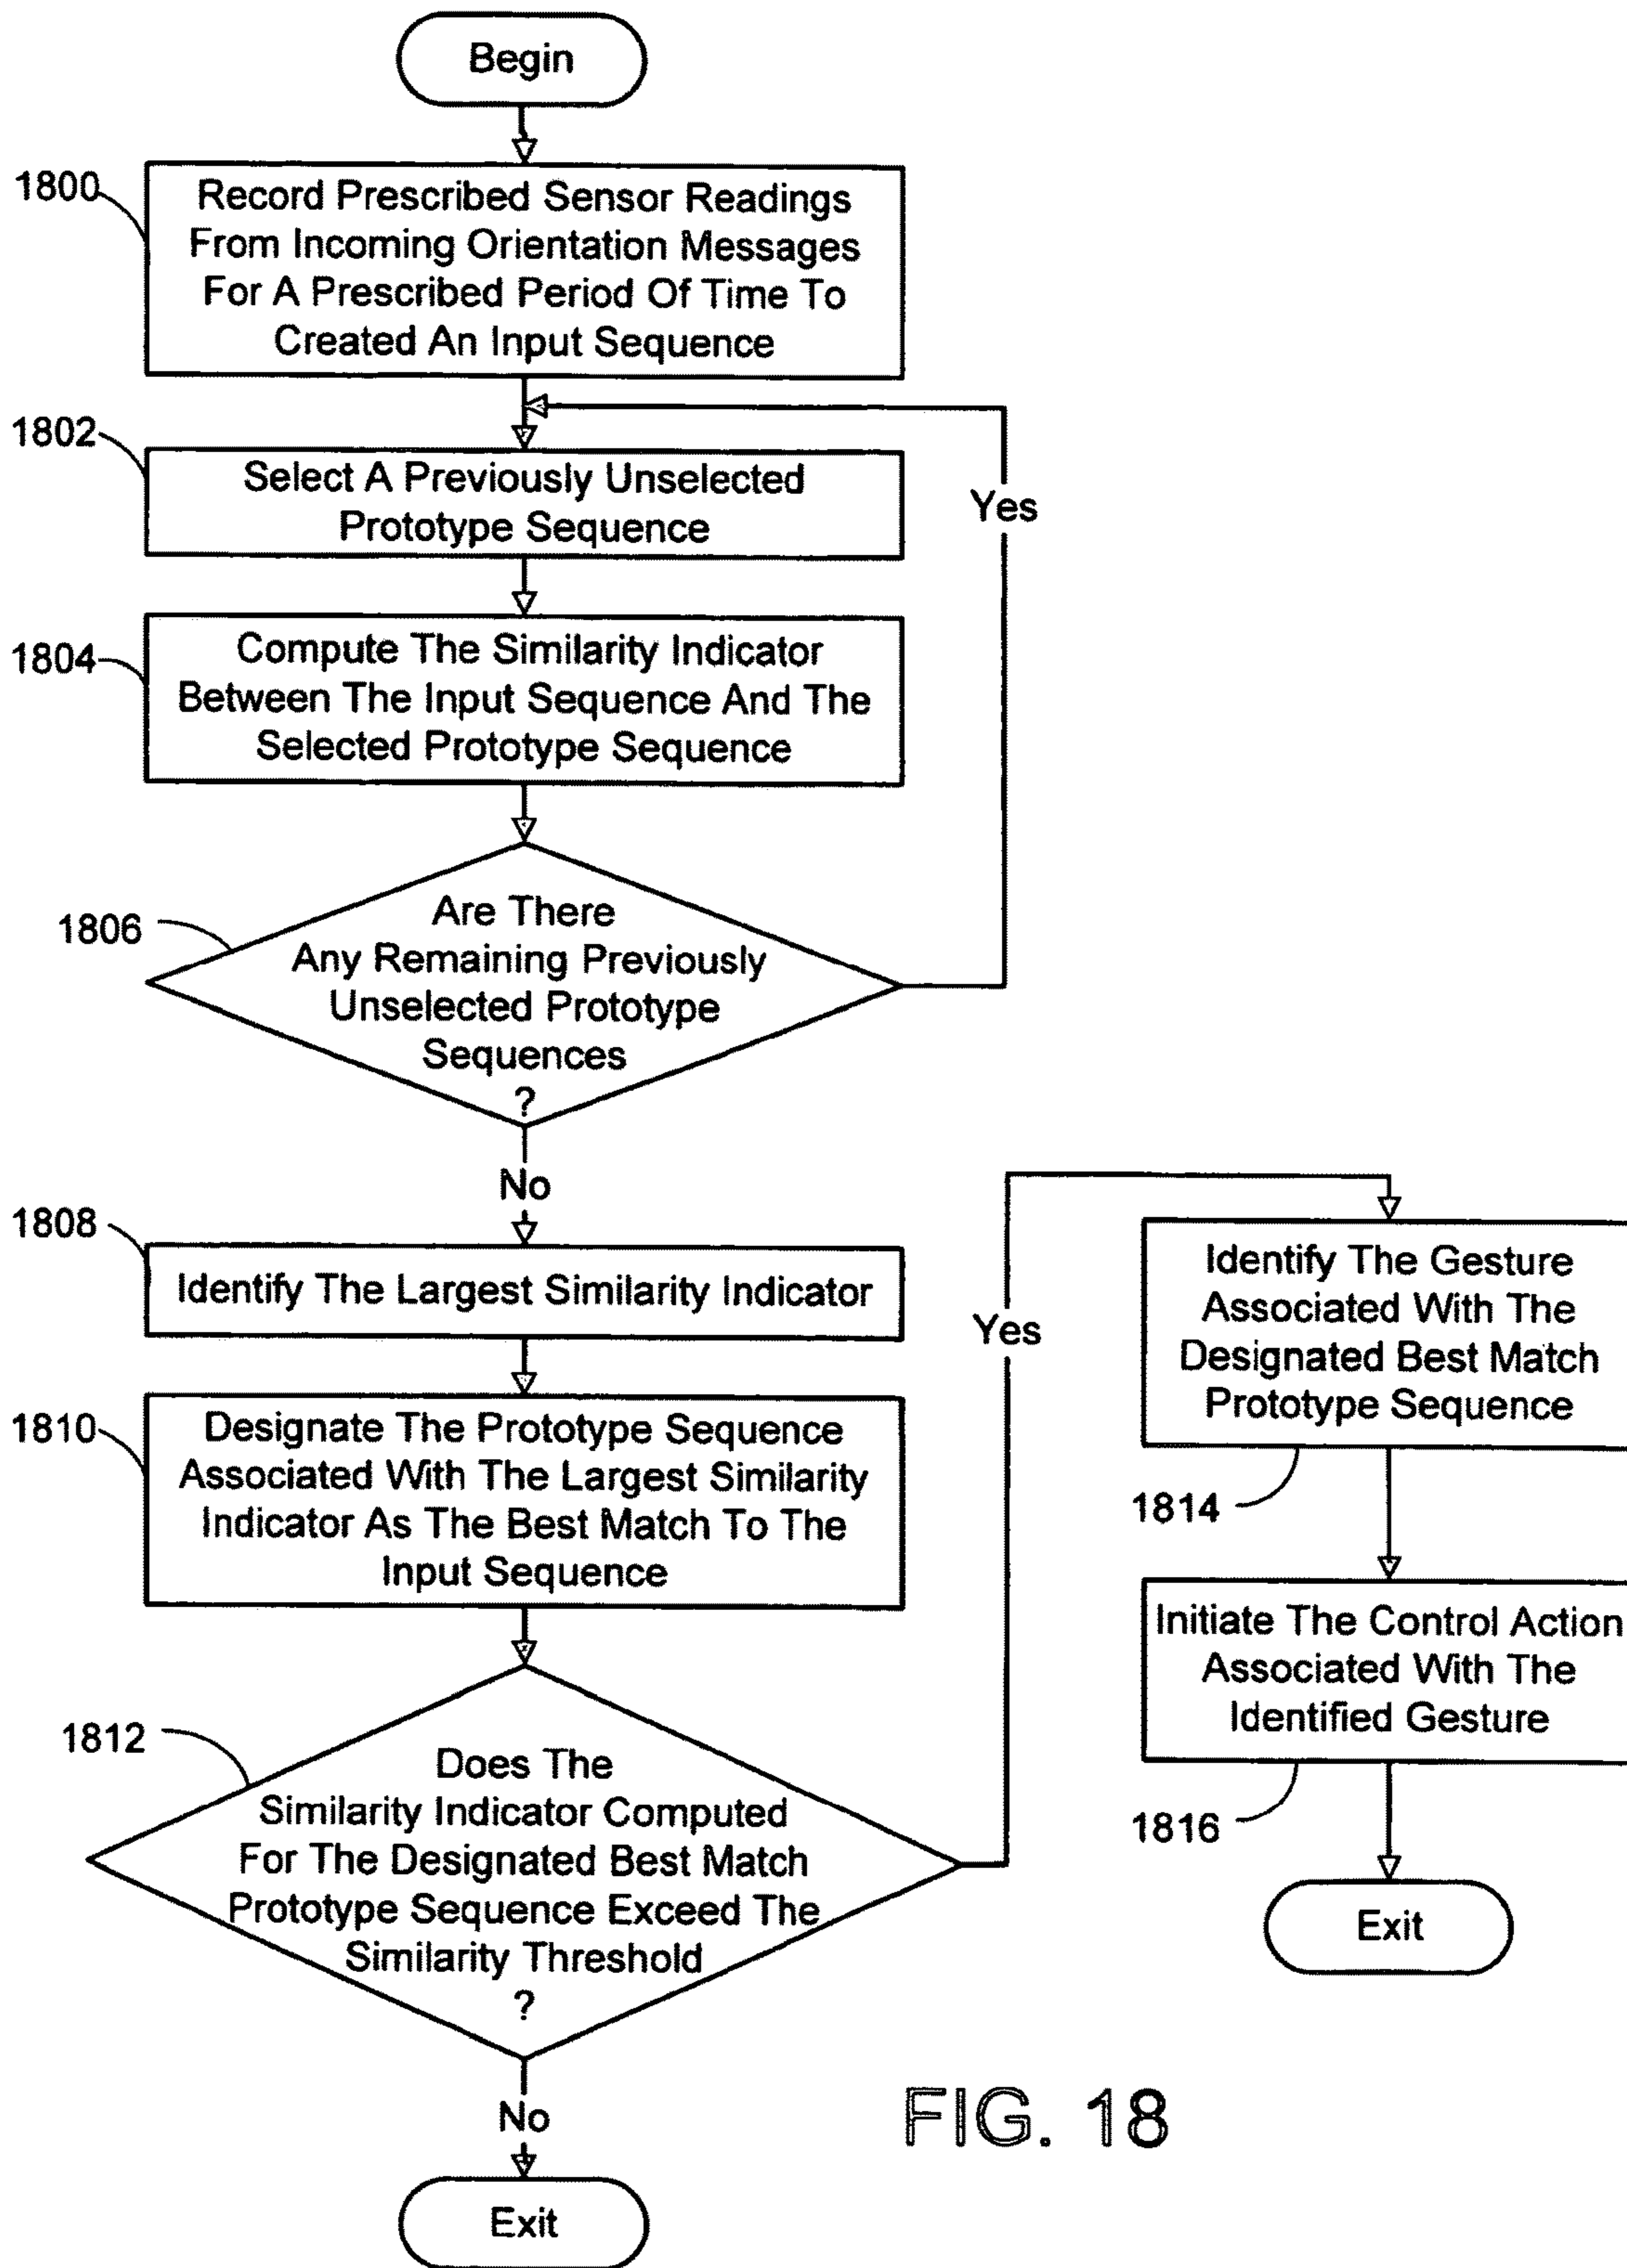 Begin
1800
Record Prescribed Sensor Readings
From Incoming Orientation Messages
For A Prescribed Period Of Time To
Created An Input Sequence
1802
Select A Previously Unselected
Prototype Sequence
Yes
1804
Compute The Similarity Indicator
Between The Input Sequence And The
Selected Prototype Sequence
1806
Are There
Any Remaining Previously
Unselected Prototype
Sequences
?
No
1808
Identify The Largest Similarity Indicator
1810
Designate The Prototype Sequence
Associated With The Largest Similarity
Indicator As The Best Match To The
Input Sequence
1812
Does The
Similarity Indicator Computed
For The Designated Best Match
Prototype Sequence Exceed The
Similarity Threshold
?
No
Exit
Yes
Identify The Gesture
Associated With The
Designated Best Match
Prototype Sequence
1814
Initiate The Control Action
Associated With The
Identified Gesture
1816
Exit
FIG. 18